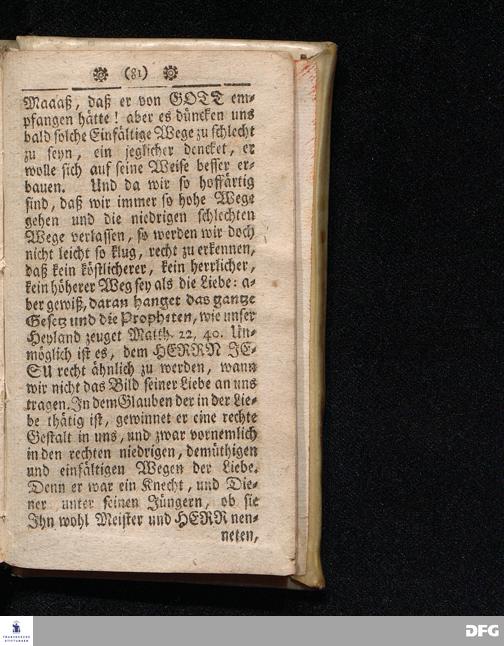 (81)
Maaaß, daß er von GOTT em-
pfangen hätte! aber es düncken uns
bald solche Einfältige Wege zu schlecht
zu seyn, ein jeglicher dencket, er
wolle sich auf seine Weise besser er-
bauen. Und da wir so hoffärtig
sind, daß wir immer so hohe Wege
gehen und die niedrigen schlechten
Wege verlassen, so werden wir doch
nicht leicht so klug, recht zu erkennen,
daß kein köstlicherer, kein herrlicher,
kein höherer Weg sey als die Liebe: a-
ber gewiß, daran hanget das gantze
Gesetz und die Propheten, wie unser
Heyland zeuget Matth. 22, 40. Un-
möglich ist es, dem HERRN JE-
SU recht ähnlich zu werden, wann
wir nicht das Bild seiner Liebe an uns
tragen. In dem Glauben der in der Lie-
be thätig ist, gewinnet er eine rechte
Gestalt in uns, und zwar vornemlich
in den rechten niedrigen, demüthigen
und einfältigen Wegen der Liebe.
Denn er war ein Knecht, und Die-
ner unter seinen Jüngern, ob sie
Ihn wohl Meister und HERR nen-
neten,
FRANCKESCHE
STIFTUNGEN
DFG